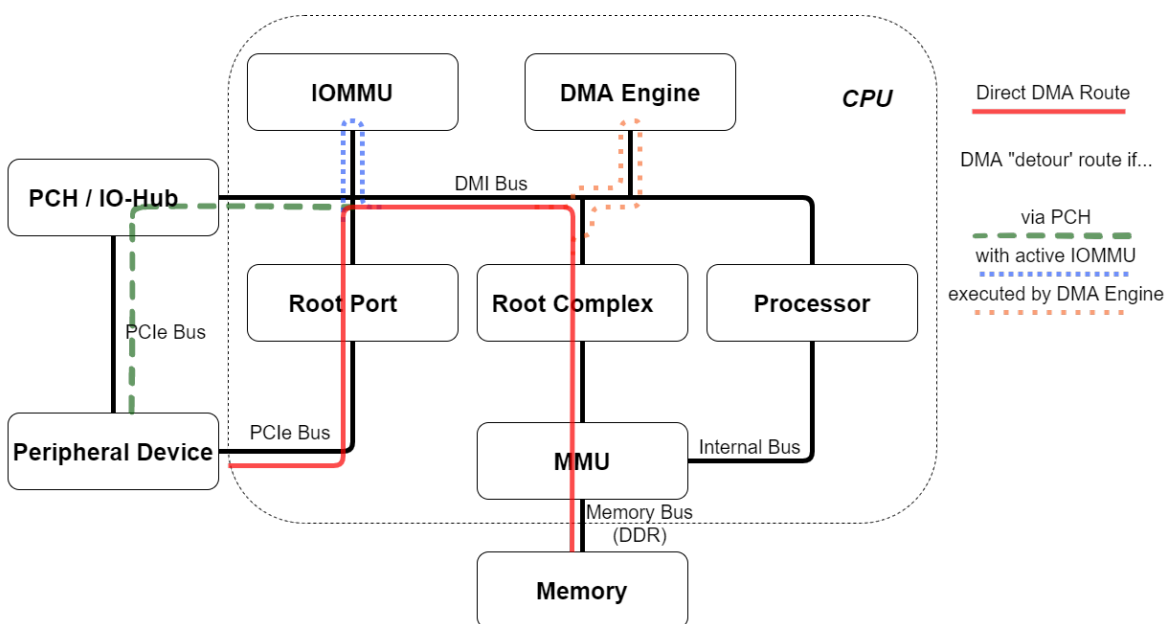 IOMMU
DMA Engine
CPU
Direct DMA Route
DMA "detour' route if...
PCH / IO-Hub
DMI Bus
via PCH
with active IOMMU
executed by DMA Engine
Root Port
Root Complex
Processor
PCIe Bus
Peripheral Device
PCIe Bus
MMU
Internal Bus
Memory Bus
(DDR)
Memory